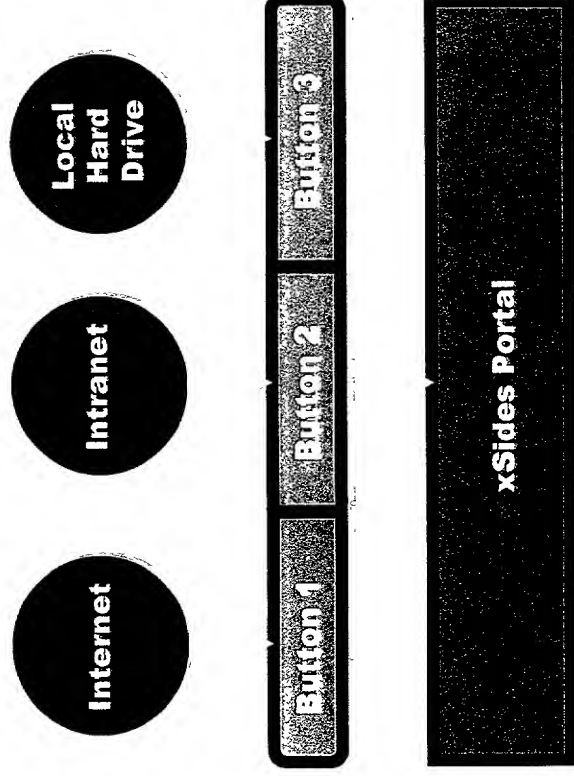 Internet
Intranet
Local
Hard
Drive
Button 1
Button 2
Button 3
xSides Portal